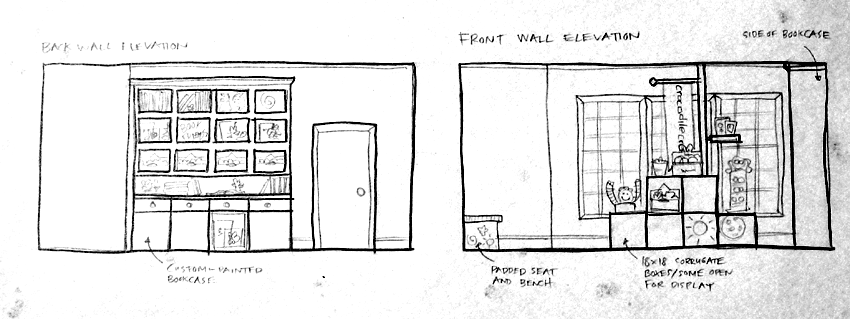 BACK WALL ELEVATION
CUSTOM-PAINTED
BOOKCASE
FRONT WALL ELEVATION
SIDE OF BOOKCASE
PADDED SEAT
AND BENCH
18x18 CORRUGATE
BOXES/SOME OPEN
FOR DISPLAY